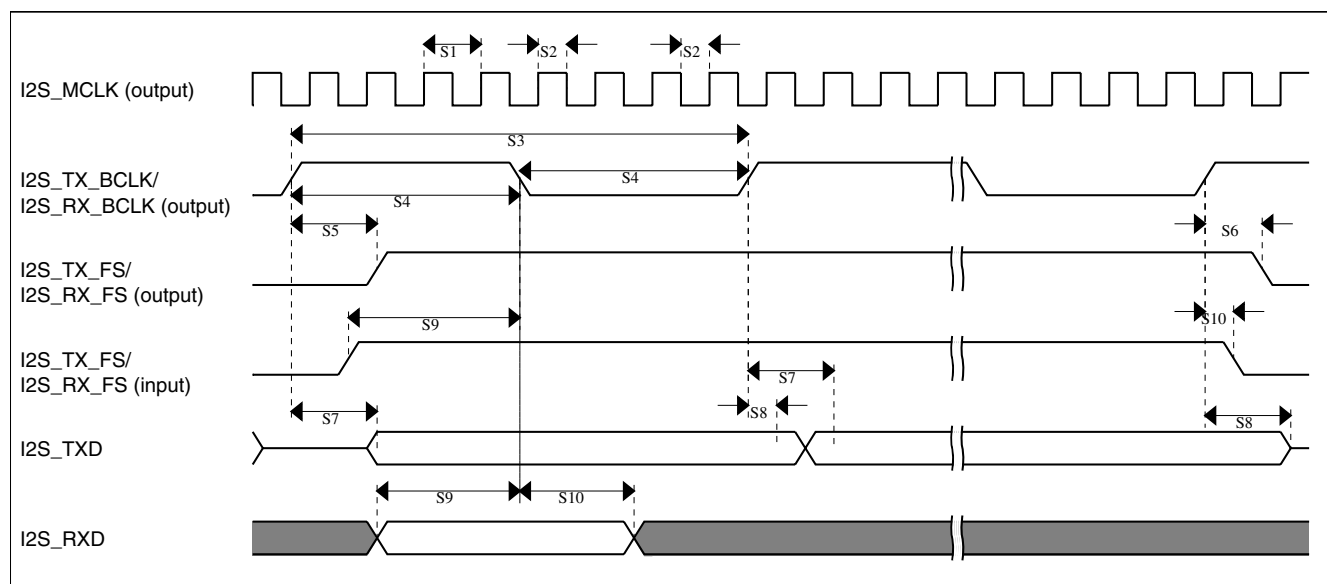 S1
S2
S2
I2S_MCLK (output)
S3
I2S_TX_BCLK/
I2S_RX_BCLK (output)
S4
S4
S5
S6
I2S_TX_FS/
I2S_RX_FS (output)
S9
S10
I2S_TX_FS/
I2S_RX_FS (input)
S7
S7
S8
S8
I2S_TXD
S9
S10
I2S_RXD